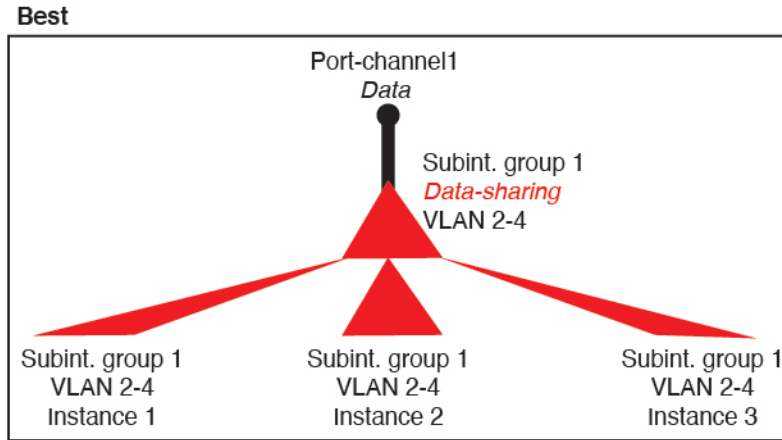 Best
Port-channel1
Data
Subint. group 1
Data-sharing
VLAN 2-4
Subint. group 1
VLAN 2-4
Instance 1
Subint. group 1
VLAN 2-4
Instance 2
Subint. group 1
VLAN 2-4
Instance 3